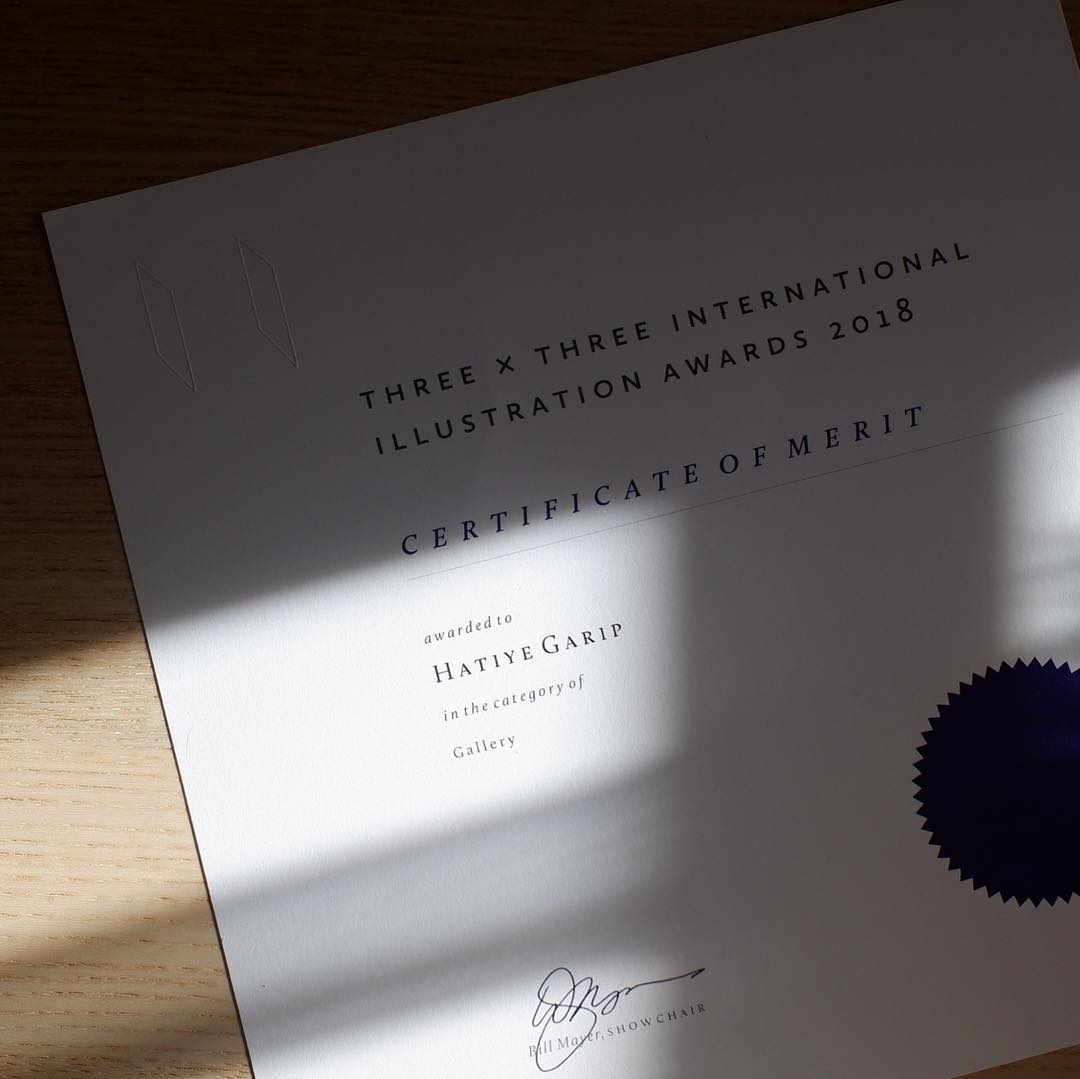 THREE X THREE INTERNATIONAL
ILLUSTRATION AWARDS 2018
CERTIFICATE OF MERIT
awarded to
HATIYE GARIP
in the category of
Gallery
Bill Mayer, SHOW CHAIR